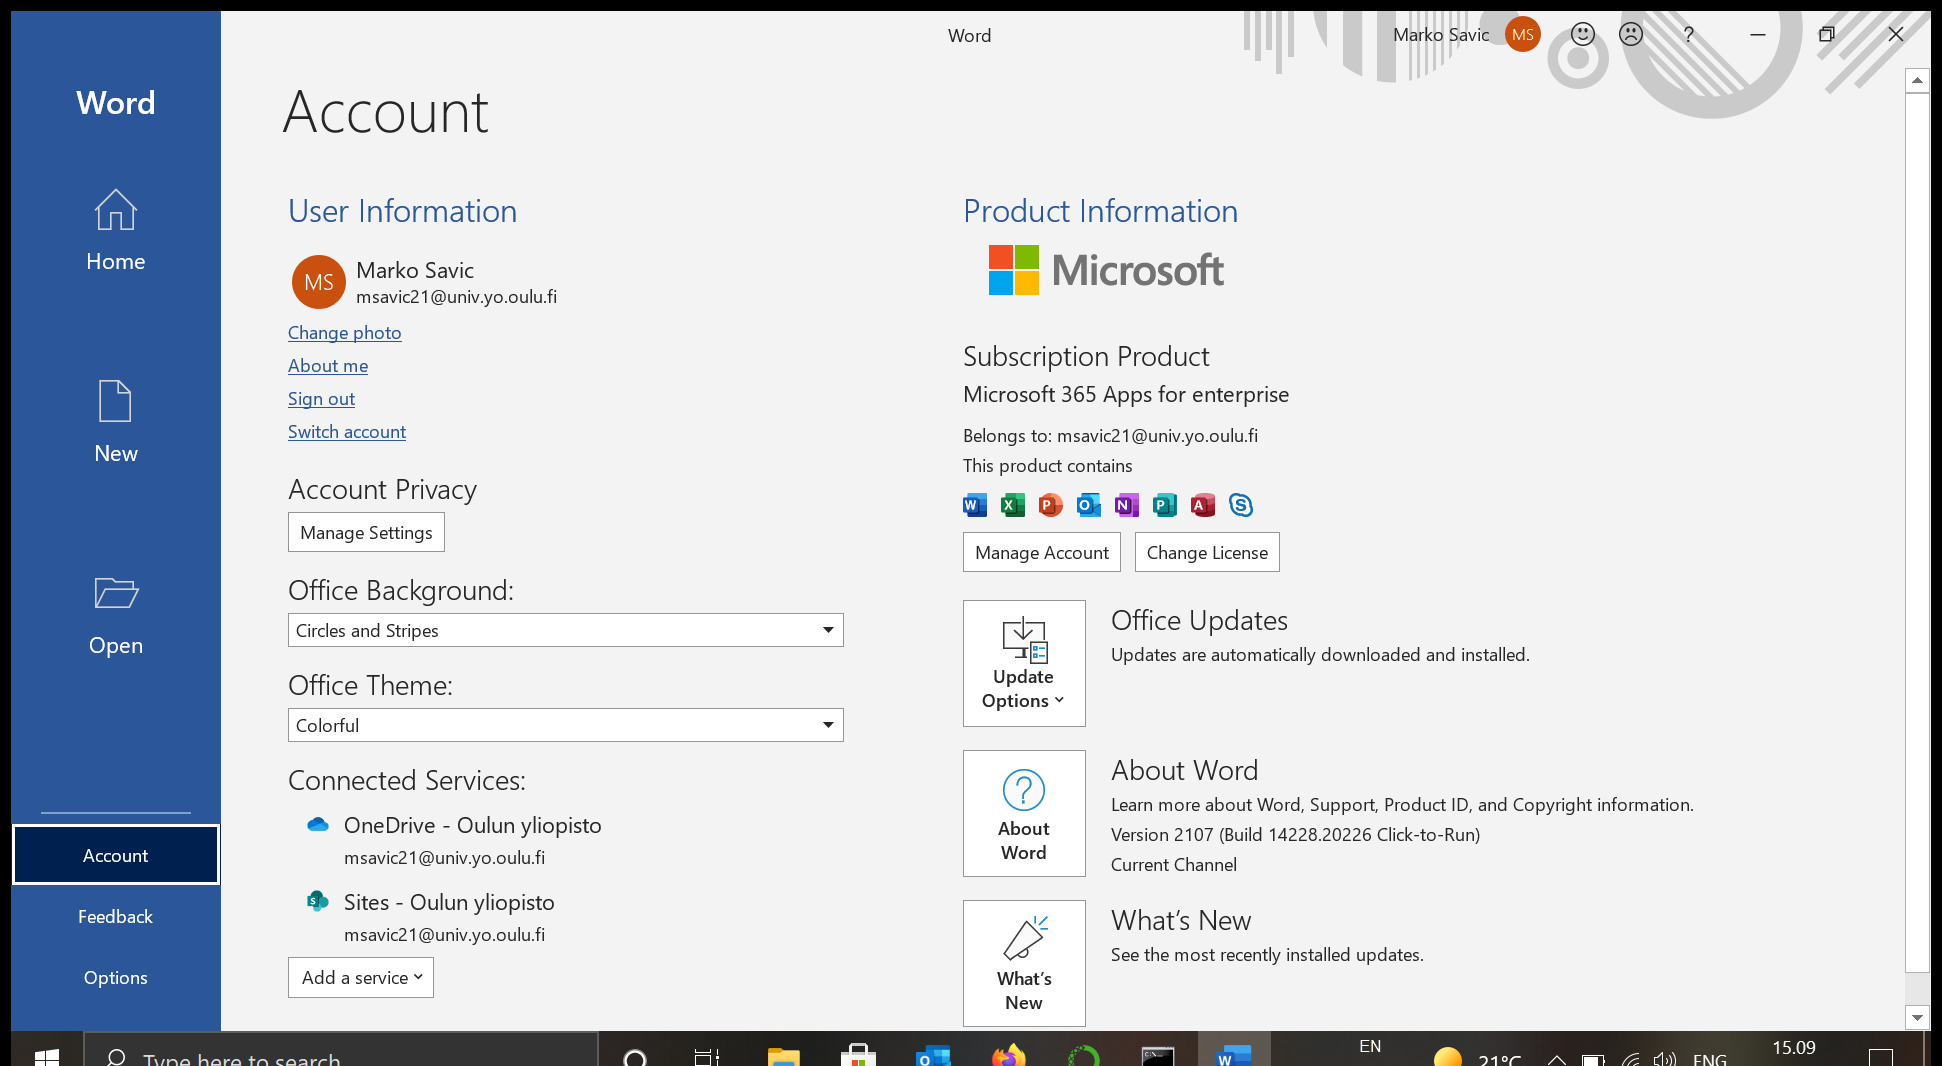 Word
Marko Savic
MS
?
Word
Home
New
Open
Account
Feedback
Options
Account
User Information
MS
Marko Savic
msavic21@univ.yo.oulu.fi
Change photo
About me
Sign out
Switch account
Account Privacy
Manage Settings
Office Background:
Circles and Stripes
Office Theme:
Colorful
Connected Services:
OneDrive - Oulun yliopisto
msavic21@univ.yo.oulu.fi
Sites - Oulun yliopisto
msavic21@univ.yo.oulu.fi
Add a service
Product Information
Microsoft
Subscription Product
Microsoft 365 Apps for enterprise
Belongs to: msavic21@univ.yo.oulu.fi
This product contains
W X P O N P A S
Manage Account
Change License
Update
Options
Office Updates
Updates are automatically downloaded and installed.
About
Word
About Word
Learn more about Word, Support, Product ID, and Copyright information.
Version 2107 (Build 14228.20226 Click-to-Run)
Current Channel
What's
New
What's New
See the most recently installed updates.
Type here to search
EN
21°C
ENG
15.09